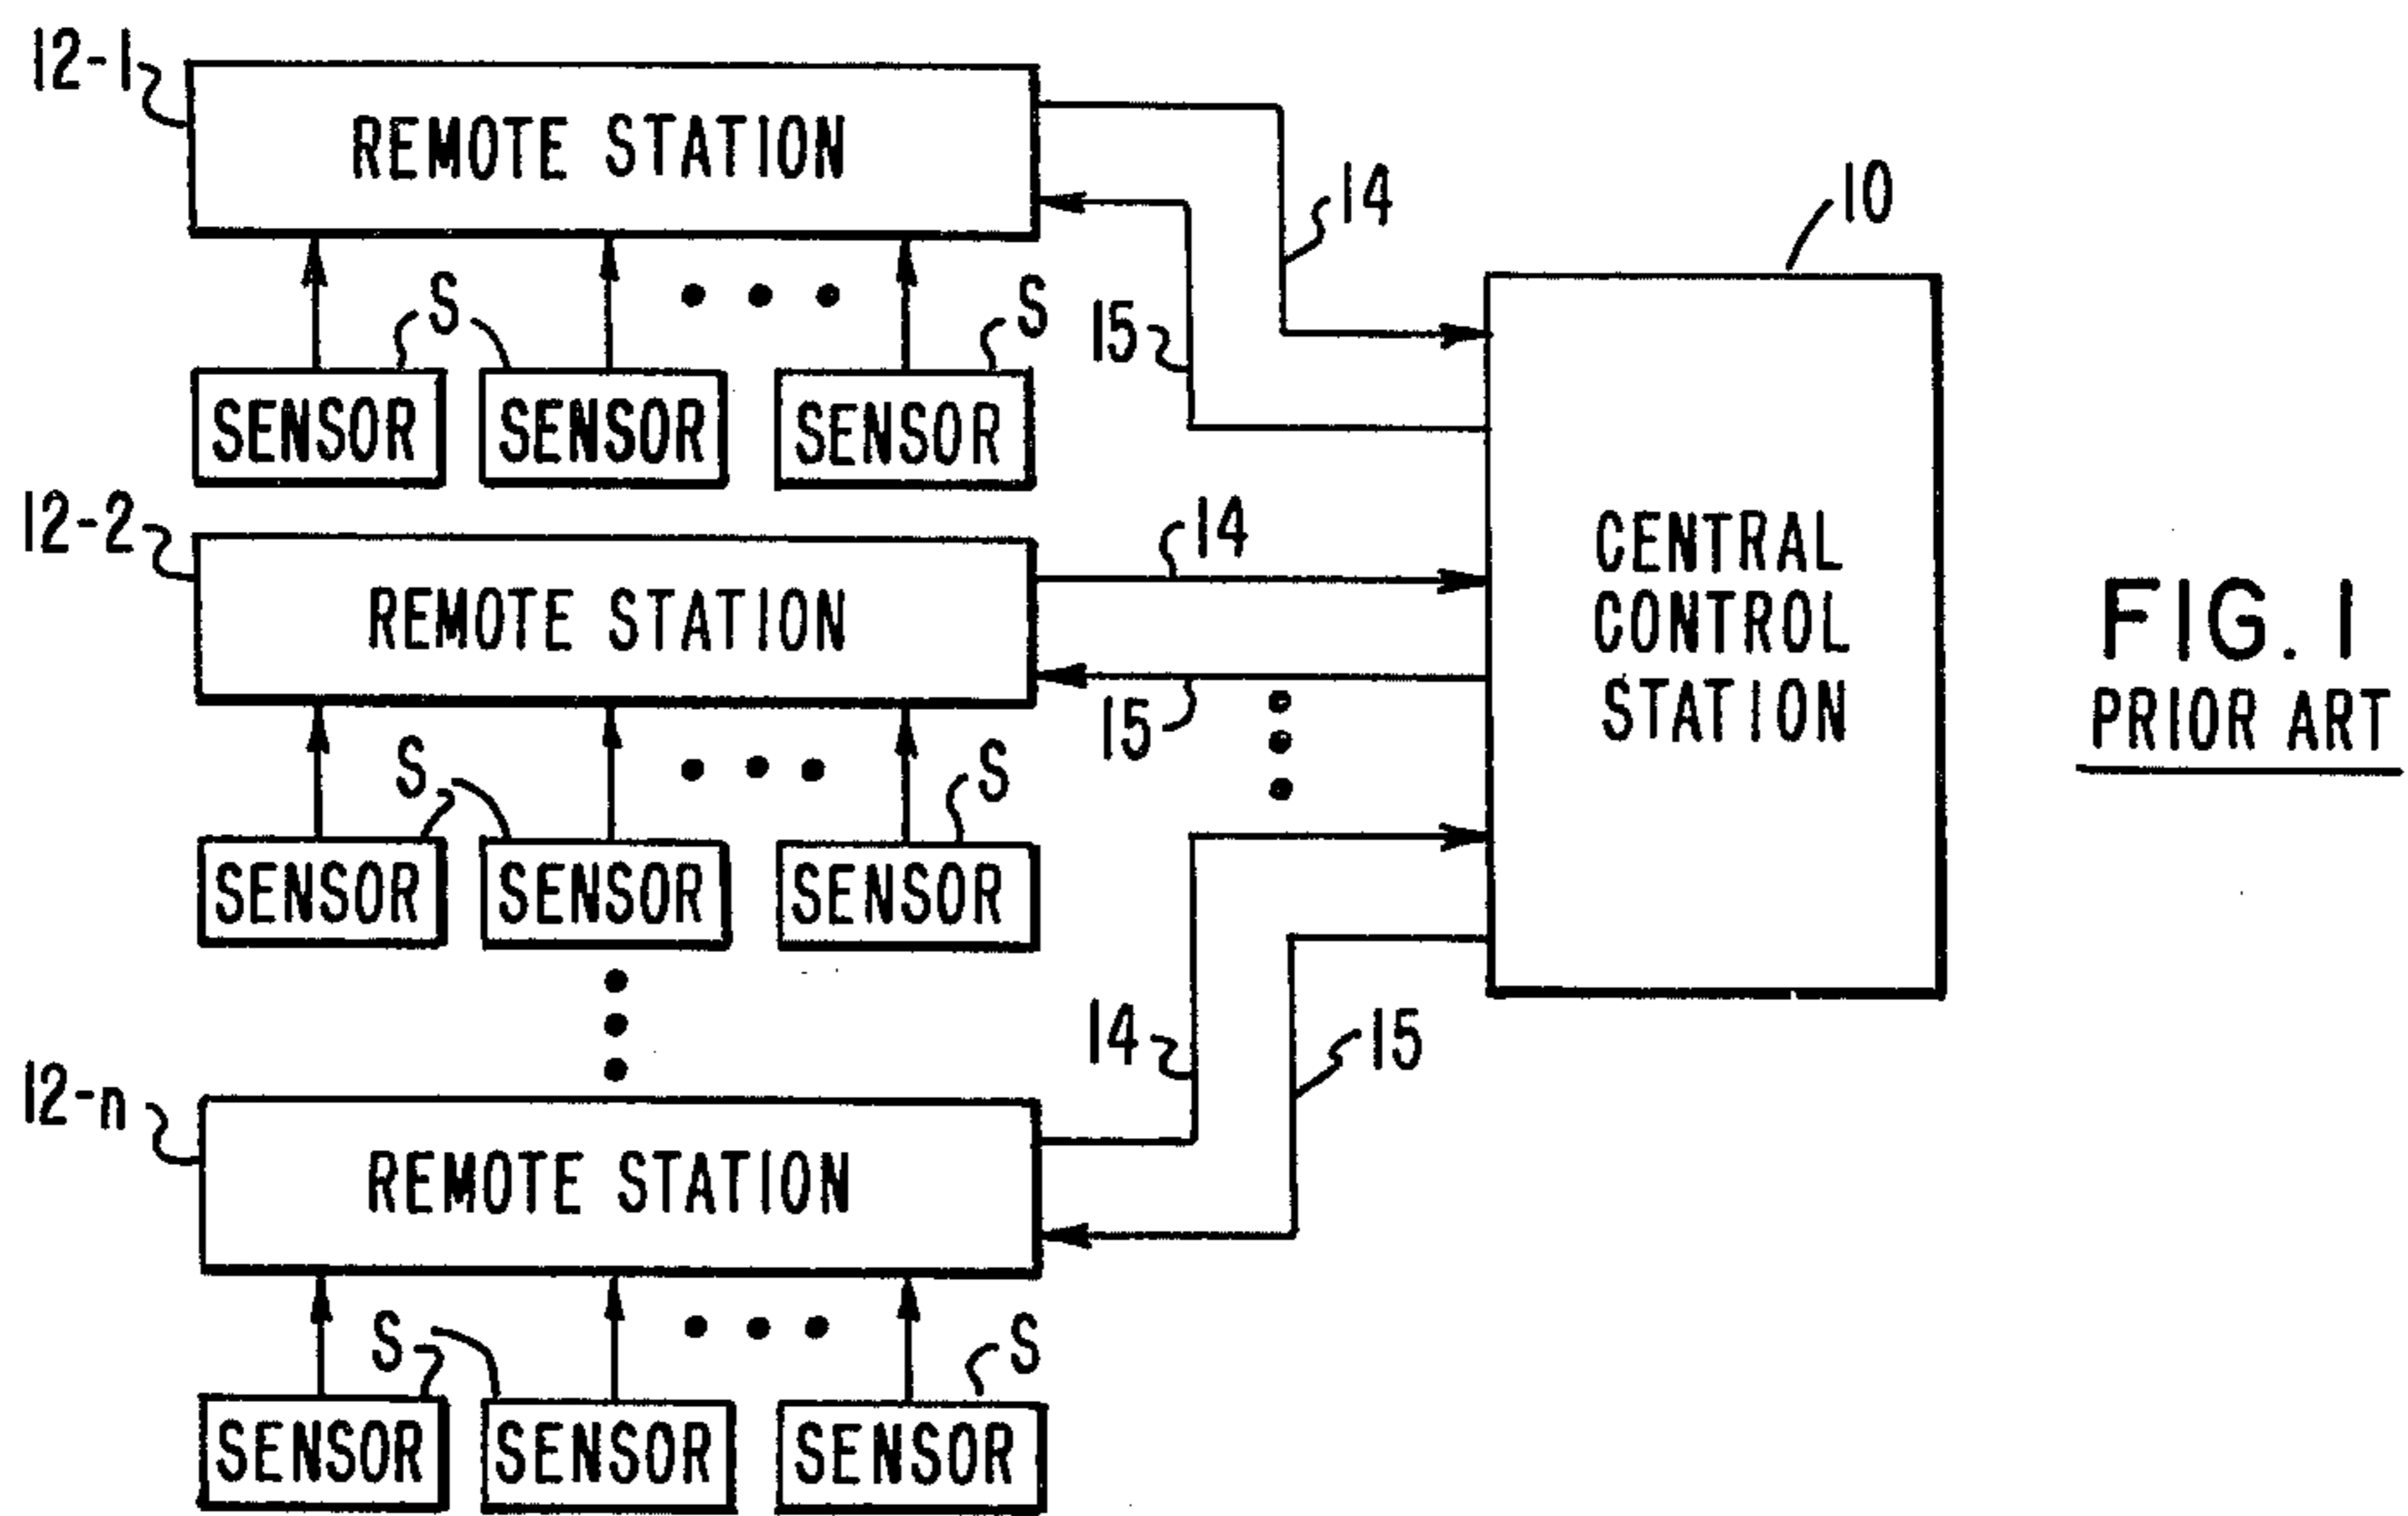 12-1
REMOTE STATION
14
10
S
S
15
SENSOR
SENSOR
SENSOR
12-2
REMOTE STATION
14
CENTRAL
CONTROL
STATION
FIG. 1
PRIOR ART
15
S
S
SENSOR
SENSOR
SENSOR
14
15
12-n
REMOTE STATION
S
S
SENSOR
SENSOR
SENSOR